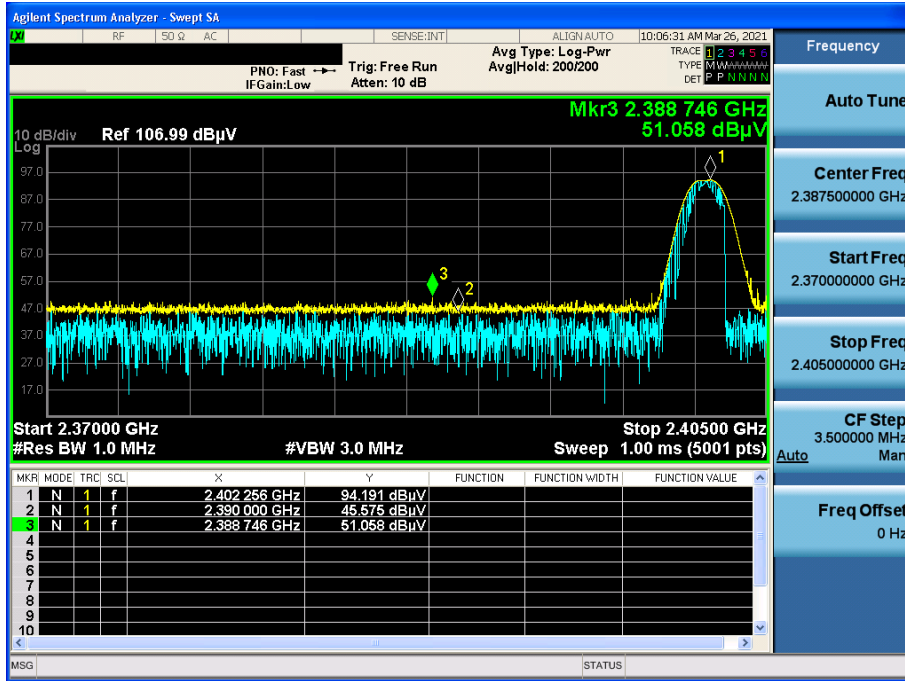 Agilent Spectrum Analyzer - Swept SA
LXI RF 50 Ω AC SENSE:INT ALIGN AUTO 10:06:31 AM Mar 26, 2021
PNO: Fast Trig: Free Run Avg Type: Log-Pwr TRACE 1 2 3 4 5 6
IFGain:Low Atten: 10 dB Avg|Hold: 200/200 TYPE M W
DET P P N N N N
Frequency
Auto Tune
Center Freq
2.387500000 GHz
Start Freq
2.370000000 GHz
Stop Freq
2.405000000 GHz
CF Step
3.500000 MHz
Auto Man
Freq Offset
0 Hz
Mkr3 2.388 746 GHz
51.058 dBµV
10 dB/div Ref 106.99 dBµV
Log
97.0
87.0
77.0
67.0
57.0
47.0
37.0
27.0
17.0
1
3
2
Start 2.37000 GHz Stop 2.40500 GHz
#Res BW 1.0 MHz #VBW 3.0 MHz Sweep 1.00 ms (5001 pts)
MKR MODE TRC SCL X Y FUNCTION FUNCTION WIDTH FUNCTION VALUE
1 N 1 f 2.402 256 GHz 94.191 dBµV
2 N 1 f 2.390 000 GHz 45.575 dBµV
3 N 1 f 2.388 746 GHz 51.058 dBµV
4
5
6
7
8
9
10
MSG STATUS